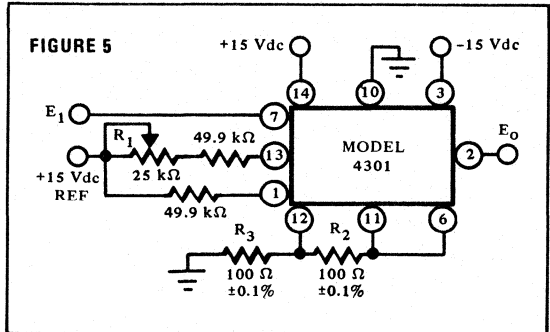 FIGURE 5
+15 Vdc
-15 Vdc
14
10
3
E1
7
R1
49.9 kΩ
13
MODEL
4301
2
Eo
+15 Vdc
REF
25 kΩ
1
49.9 kΩ
12
11
6
R3
R2
100 Ω
±0.1%
100 Ω
±0.1%